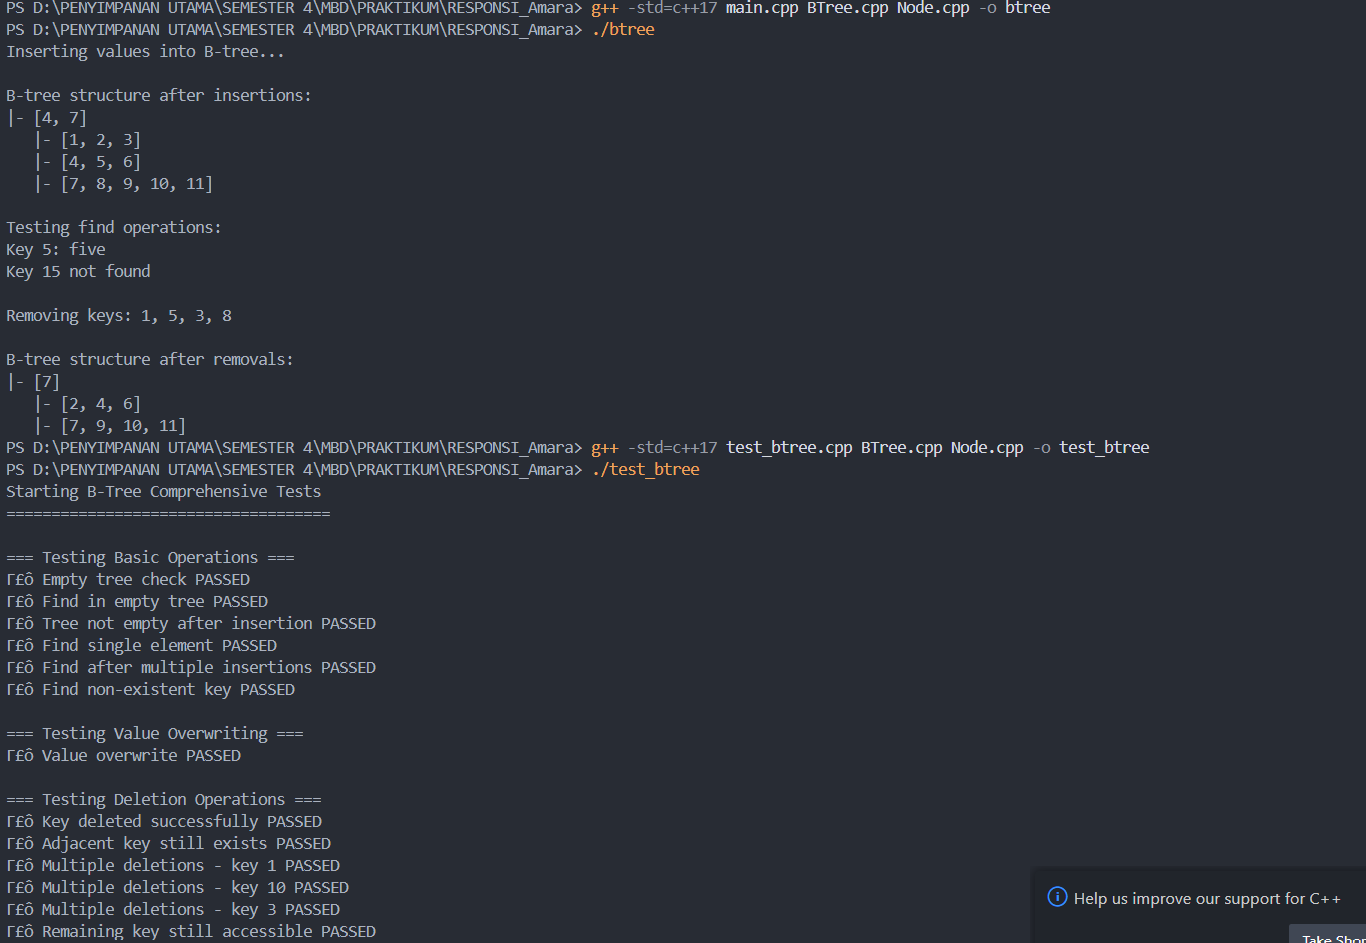 PS D:\PENYIMPANAN UTAMA\SEMESTER 4\MBD\PRAKTIKUM\RESPONSI_Amara> g++ -std=c++17 main.cpp BTree.cpp Node.cpp -o btree
PS D:\PENYIMPANAN UTAMA\SEMESTER 4\MBD\PRAKTIKUM\RESPONSI_Amara> ./btree
Inserting values into B-tree...

B-tree structure after insertions:
|- [4, 7]
   |- [1, 2, 3]
   |- [4, 5, 6]
   |- [7, 8, 9, 10, 11]

Testing find operations:
Key 5: five
Key 15 not found

Removing keys: 1, 5, 3, 8

B-tree structure after removals:
|- [7]
   |- [2, 4, 6]
   |- [7, 9, 10, 11]
PS D:\PENYIMPANAN UTAMA\SEMESTER 4\MBD\PRAKTIKUM\RESPONSI_Amara> g++ -std=c++17 test_btree.cpp BTree.cpp Node.cpp -o test_btree
PS D:\PENYIMPANAN UTAMA\SEMESTER 4\MBD\PRAKTIKUM\RESPONSI_Amara> ./test_btree
Starting B-Tree Comprehensive Tests
====================================

=== Testing Basic Operations ===
Γ£ô Empty tree check PASSED
Γ£ô Find in empty tree PASSED
Γ£ô Tree not empty after insertion PASSED
Γ£ô Find single element PASSED
Γ£ô Find after multiple insertions PASSED
Γ£ô Find non-existent key PASSED

=== Testing Value Overwriting ===
Γ£ô Value overwrite PASSED

=== Testing Deletion Operations ===
Γ£ô Key deleted successfully PASSED
Γ£ô Adjacent key still exists PASSED
Γ£ô Multiple deletions - key 1 PASSED
Γ£ô Multiple deletions - key 10 PASSED
Γ£ô Multiple deletions - key 3 PASSED
Γ£ô Remaining key still accessible PASSED
Help us improve our support for C++
Take Shor